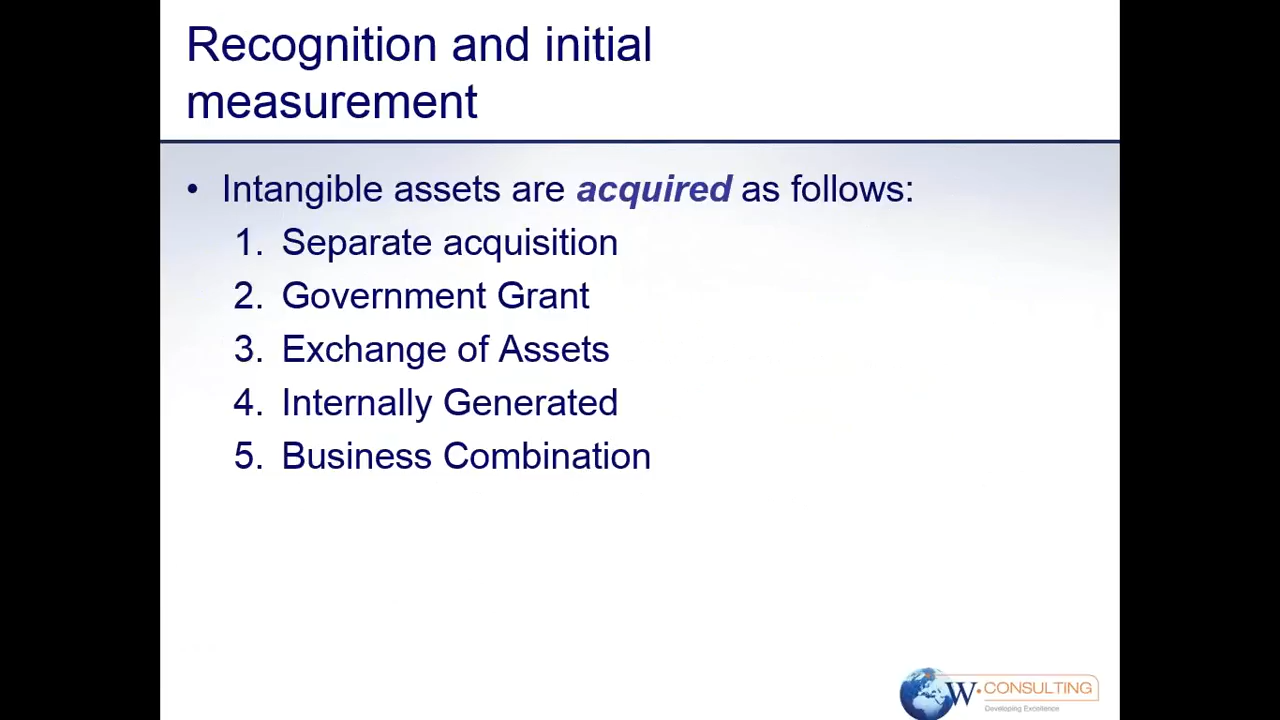 Recognition and initial
measurement
• Intangible assets are acquired as follows:
1. Separate acquisition
2. Government Grant
3. Exchange of Assets
4. Internally Generated
5. Business Combination
W•CONSULTING
Developing Excellence